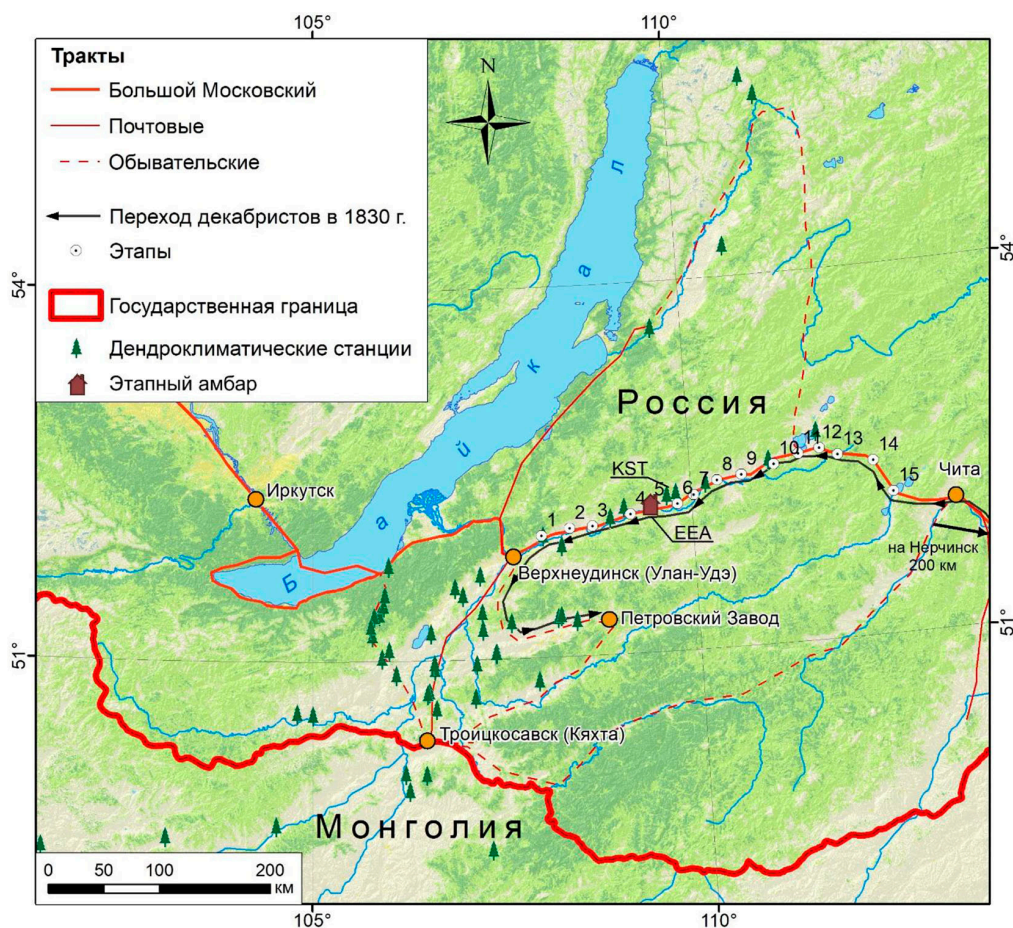 105°
110°
Тракты
Большой Московский
Почтовые
Обывательские
Переход декабристов в 1830 г.
Этапы
Государственная граница
Дендроклиматические станции
Этапный амбар
N
54°
54°
Байкал
Россия
Иркутск
KST
1 2 3 4 5 6 7 8 9 10 11 12 13 14 15
EEA
Чита
на Нерчинск
200 км
Верхнеудинск (Улан-Удэ)
Петровский Завод
51°
51°
Троицкосавск (Кяхта)
Монголия
0 50 100 200
км
105°
110°